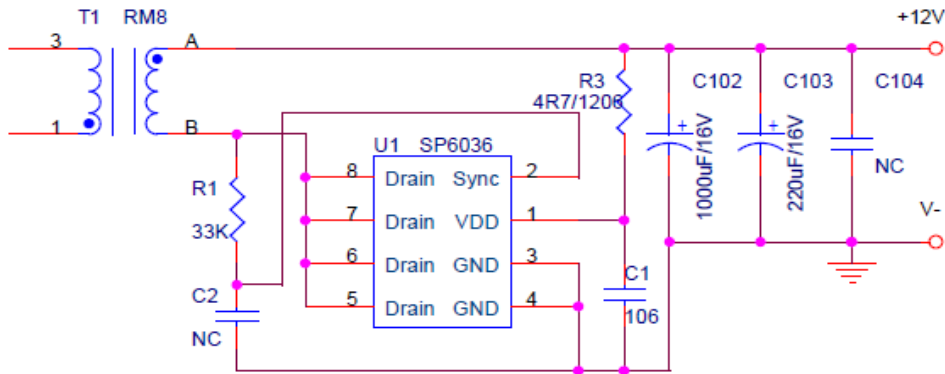 T1 RM8
+12V
3 A
R3
4R7/1206
C102 C103 C104
1 B
U1 SP6036
1000uF/16V
220uF/16V
NC
8 Drain Sync 2
R1
33K
7 Drain VDD 1
V-
6 Drain GND 3
C1
C2
5 Drain GND 4
106
NC